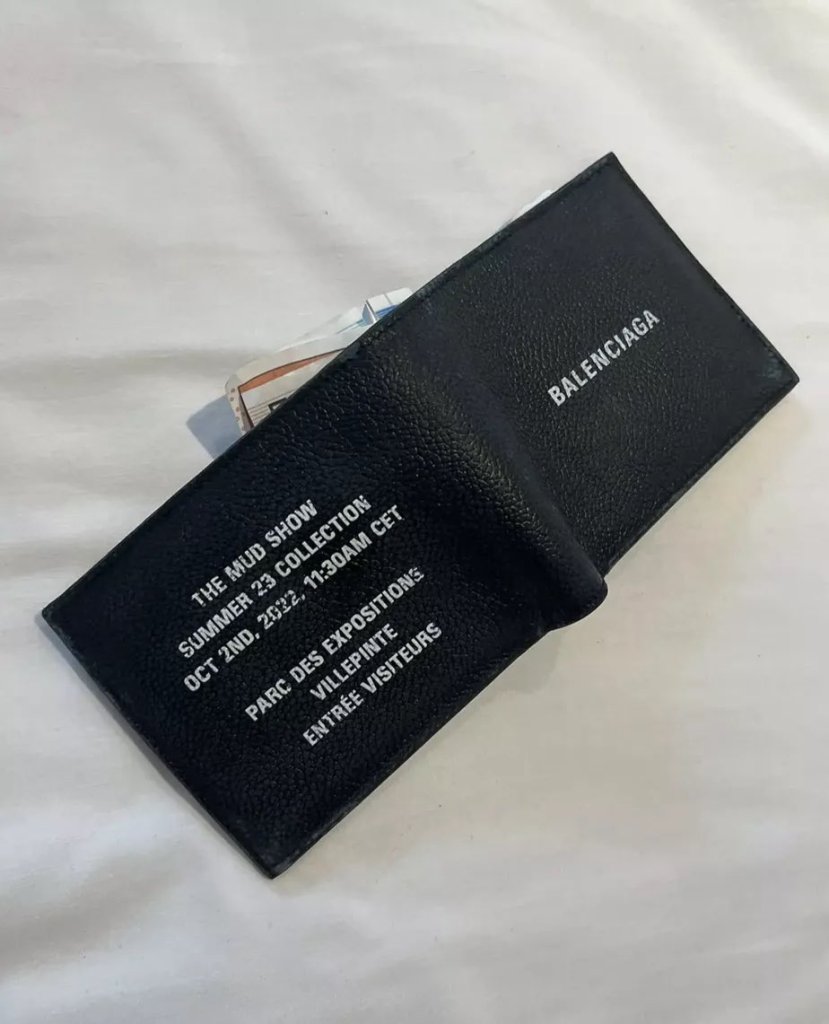 THE MUD SHOW
SUMMER 23 COLLECTION
OCT 2ND, 2022, 11:30AM CET
PARC DES EXPOSITIONS
VILLEPINTE
ENTRÉE VISITEURS
BALENCIAGA